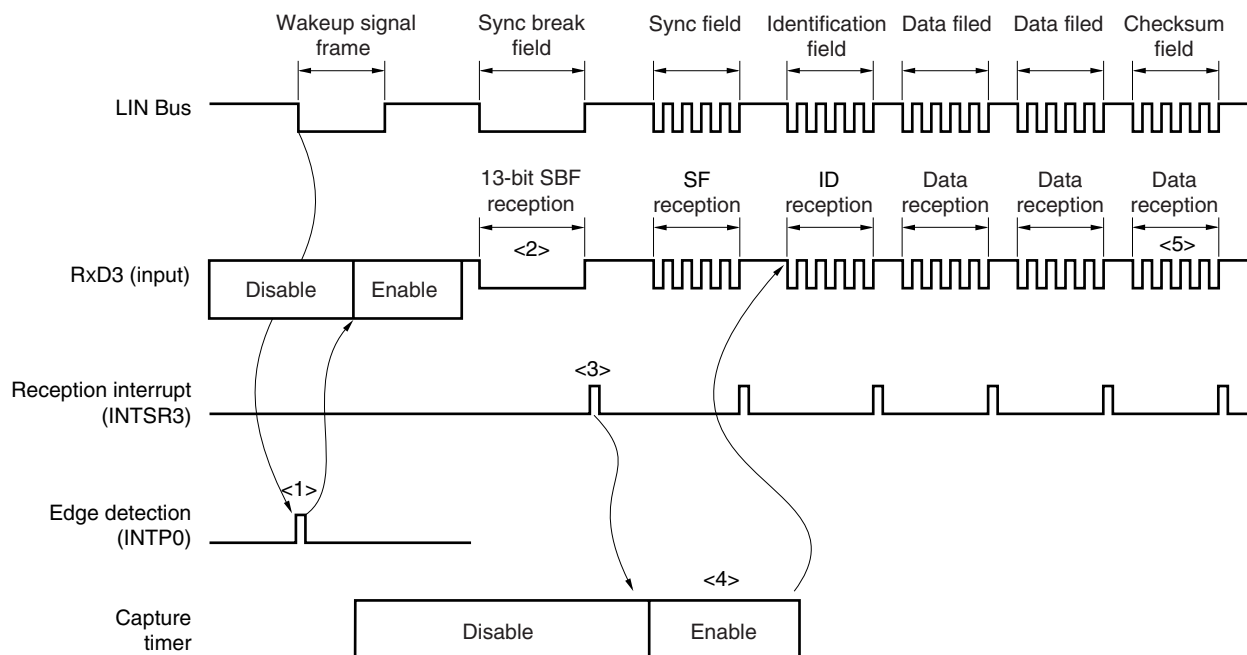 Wakeup signal
frame
Sync break
field
Sync field
Identification
field
Data filed
Data filed
Checksum
field
LIN Bus
13-bit SBF
reception
SF
reception
ID
reception
Data
reception
Data
reception
Data
reception
<2>
<5>
RxD3 (input)
Disable
Enable
Reception interrupt
(INTSR3)
<3>
Edge detection
(INTP0)
<1>
Capture
timer
Disable
<4>
Enable